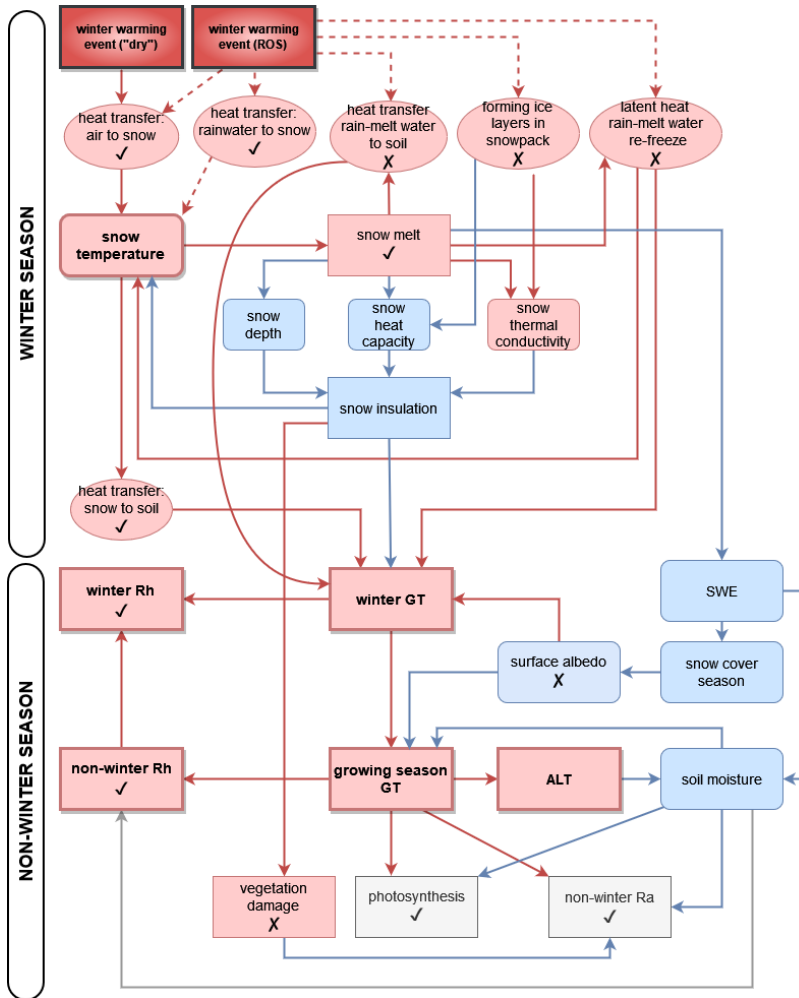 winter warming
event ("dry")
winter warming
event (ROS)
heat transfer:
air to snow
✓
heat transfer:
rainwater to snow
✓
heat transfer
rain-melt water
to soil
✗
forming ice
layers in
snowpack
✗
latent heat
rain-melt water
re-freeze
✗
WINTER SEASON
snow
temperature
snow melt
✓
snow
depth
snow
heat
capacity
snow
thermal
conductivity
snow insulation
heat transfer:
snow to soil
✓
NON-WINTER SEASON
winter Rh
✓
winter GT
SWE
surface albedo
✗
snow cover
season
non-winter Rh
✓
growing season
GT
ALT
soil moisture
vegetation
damage
✗
photosynthesis
✓
non-winter Ra
✓